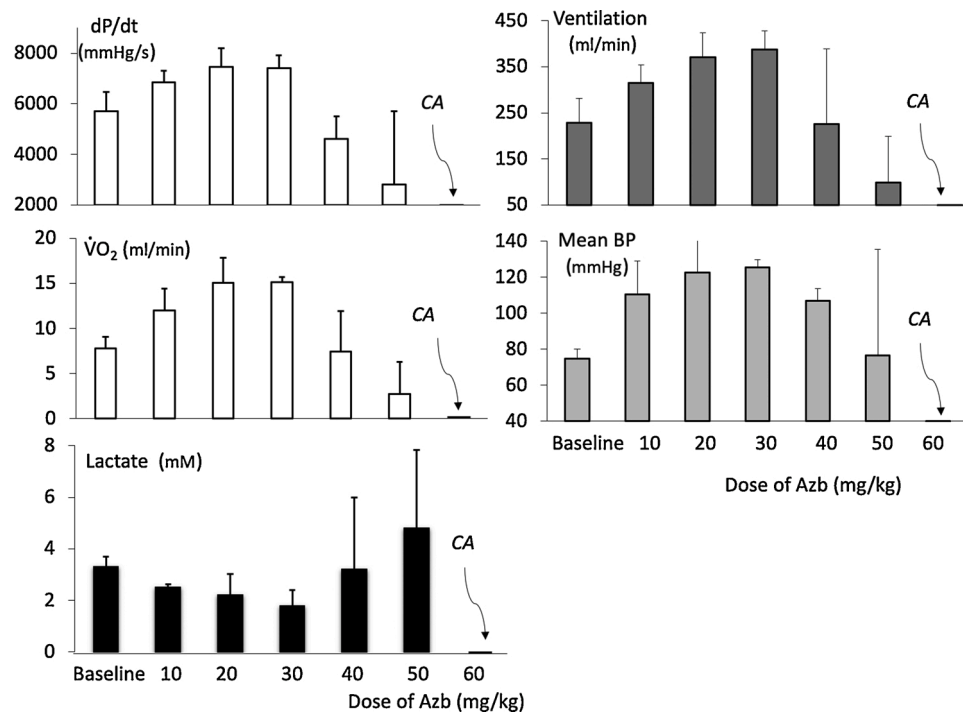 dP/dt
(mmHg/s)
8000
6000
4000
2000
CA
Ventilation
(ml/min)
450
350
250
150
50
CA
V̇O₂ (ml/min)
20
15
10
5
0
CA
Mean BP
(mmHg)
140
120
100
80
60
40
CA
Baseline 10 20 30 40 50 60
Dose of Azb (mg/kg)
Lactate (mM)
8
6
4
2
0
CA
Baseline 10 20 30 40 50 60
Dose of Azb (mg/kg)